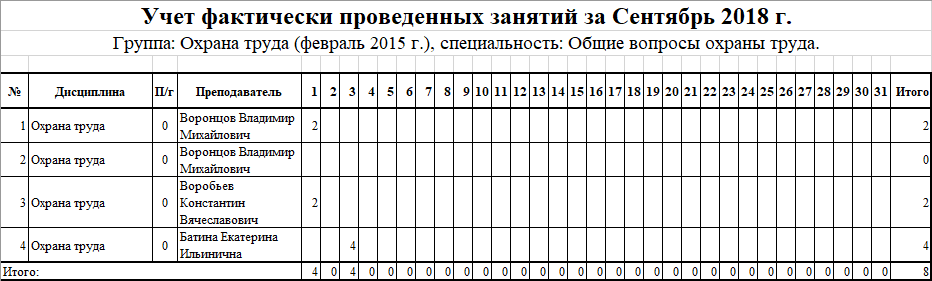 Учет фактически проведенных занятий за Сентябрь 2018 г.
Группа: Охрана труда (февраль 2015 г.), специальность: Общие вопросы охраны труда.
№ Дисциплина П/г Преподаватель 1 2 3 4 5 6 7 8 9 10 11 12 13 14 15 16 17 18 19 20 21 22 23 24 25 26 27 28 29 30 31 Итого
1 Охрана труда 0 Воронцов Владимир
Михайлович 2 2
2 Охрана труда 0 Воронцов Владимир
Михайлович 0
3 Охрана труда 0 Воробьев
Константин
Вячеславович 2 2
4 Охрана труда 0 Батина Екатерина
Ильинична 4 4
Итого: 4 0 4 0 0 0 0 0 0 0 0 0 0 0 0 0 0 0 0 0 0 0 0 0 0 0 0 0 0 0 0 8